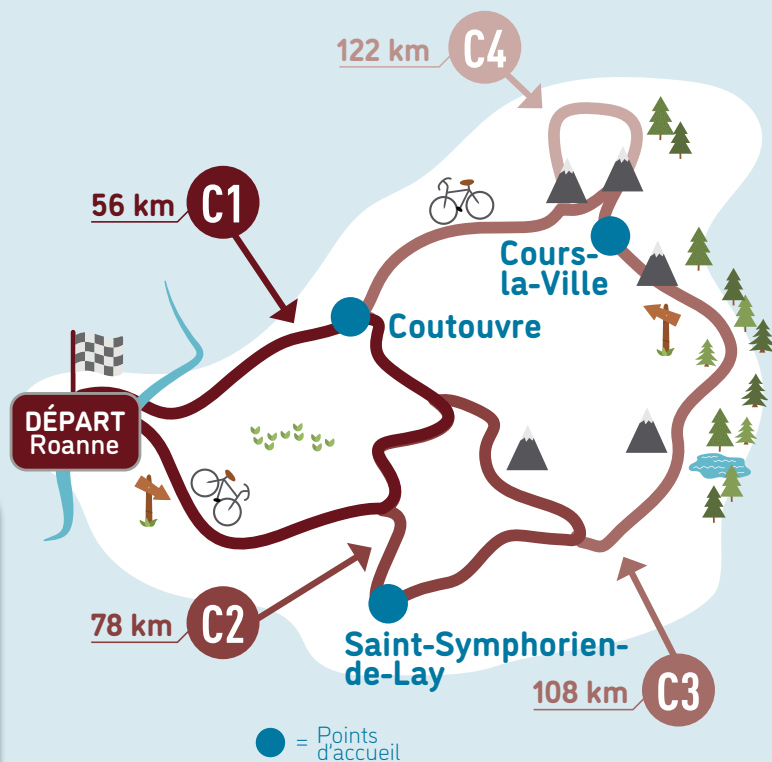 122 km
C4
56 km
C1
Cours-
la-Ville
Coutouvre
DÉPART
Roanne
78 km
C2
Saint-Symphorien-
de-Lay
108 km
C3
= Points
d'accueil